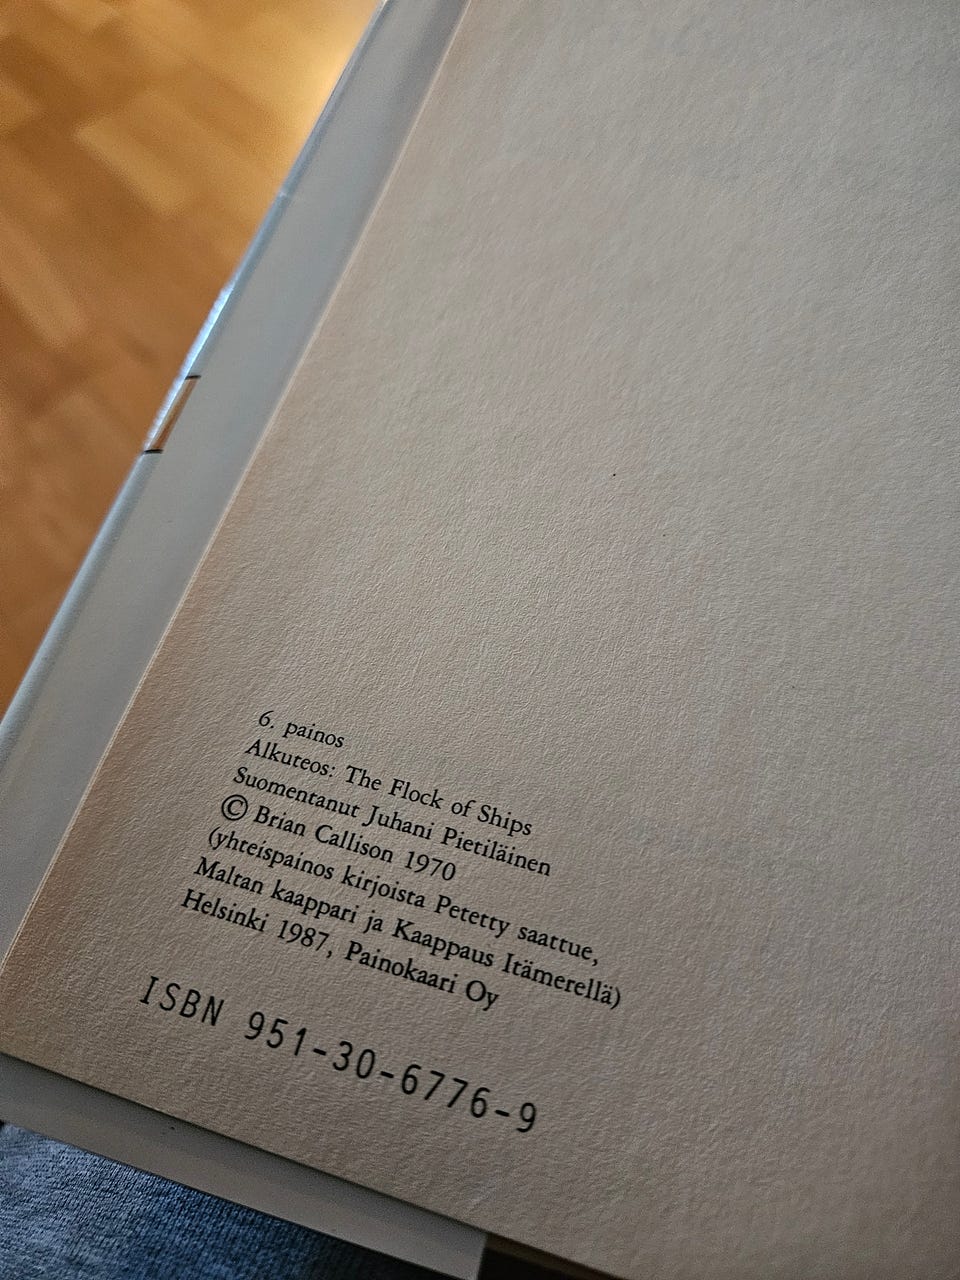 6. painos
Alkuteos: The Flock of Ships
Suomentanut Juhani Pietiläinen
© Brian Callison 1970
(yhteispainos kirjoista Petetty saattue,
Maltan kaappari ja Kaappaus Itämerellä)
Helsinki 1987, Painokaari Oy
ISBN 951-30-6776-9